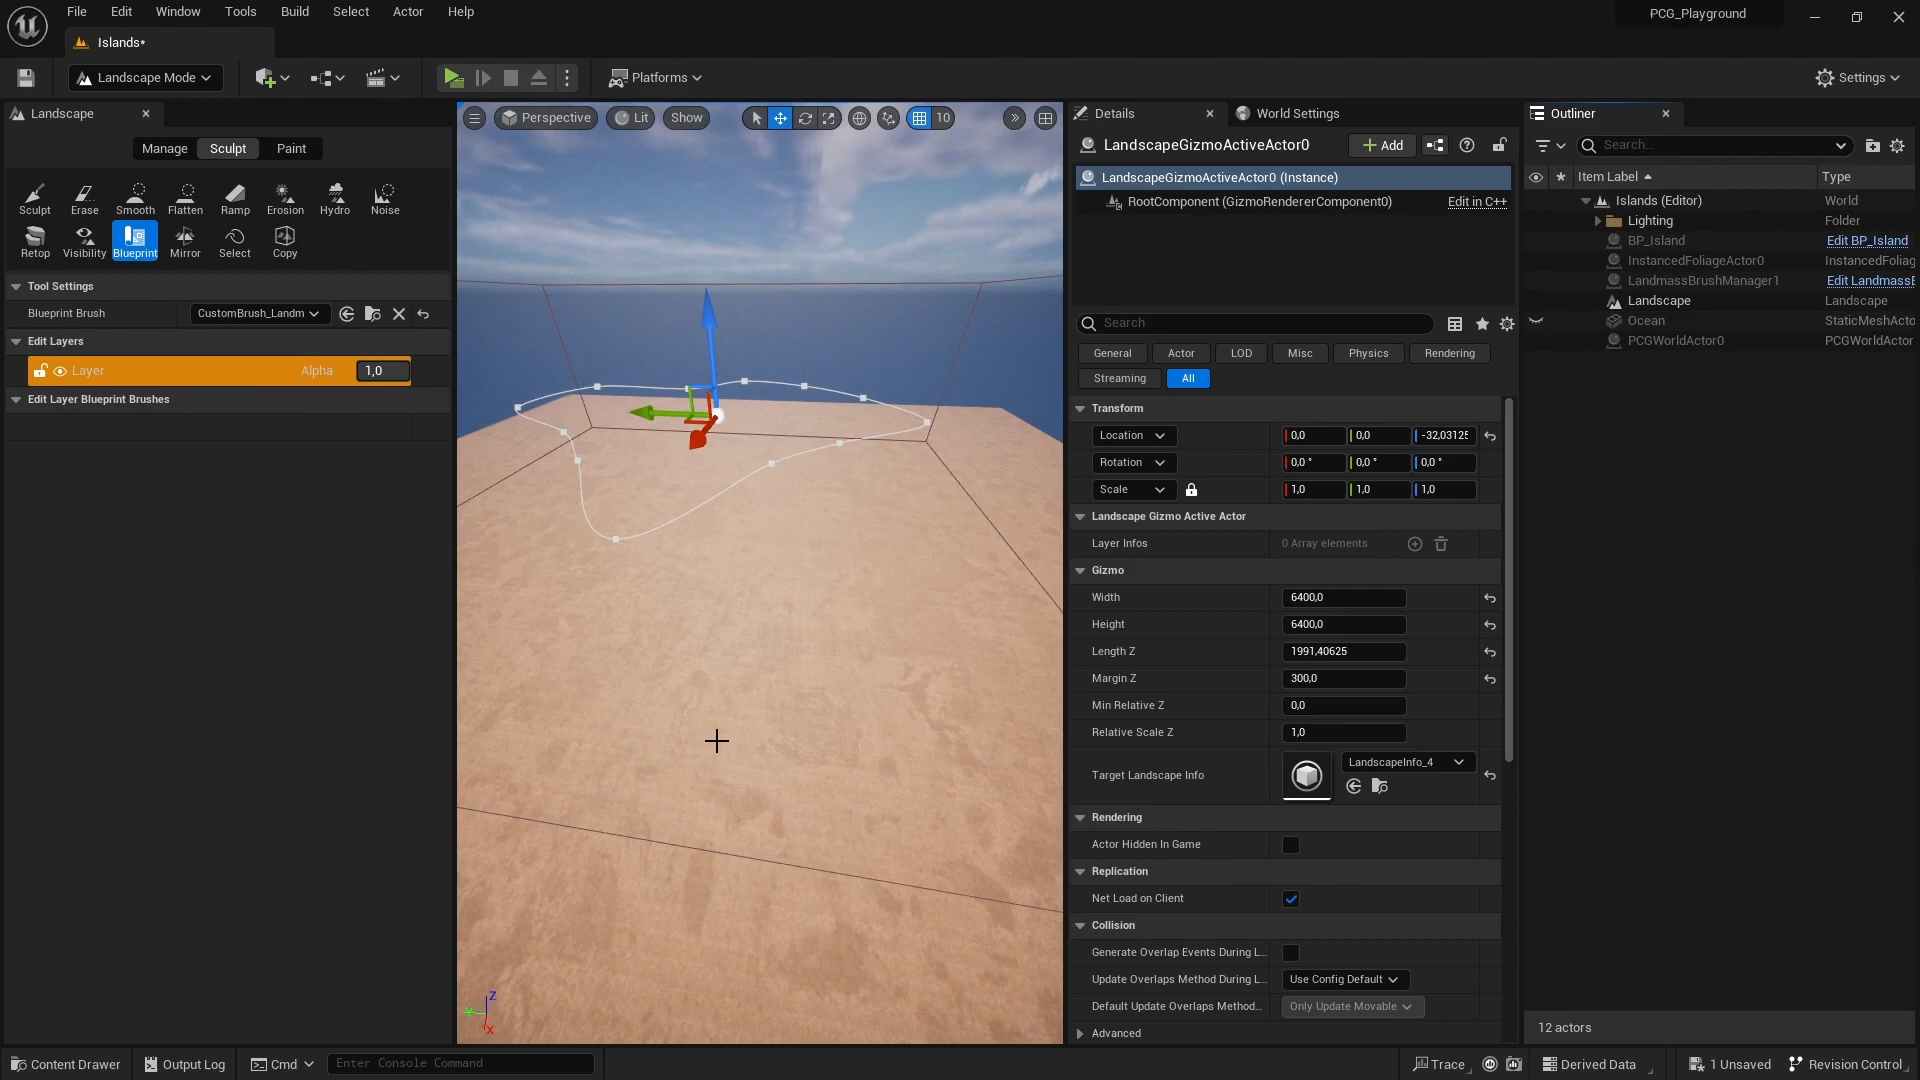 File Edit Window Tools Build Select Actor Help
PCG_Playground
Islands*
Landscape Mode
Platforms
Settings
Landscape
Manage Sculpt Paint
Sculpt Erase Smooth Flatten Ramp Erosion Hydro Noise
Retop Visibility Blueprint Mirror Select Copy
Tool Settings
Blueprint Brush CustomBrush_Landm
Edit Layers
Layer Alpha 1,0
Edit Layer Blueprint Brushes
Perspective Lit Show 10
Z
Y
X
Details World Settings
LandscapeGizmoActiveActor0 Add
LandscapeGizmoActiveActor0 (Instance)
RootComponent (GizmoRendererComponent0) Edit in C++
Search
General Actor LOD Misc Physics Rendering
Streaming All
Transform
Location 0,0 0,0 -32,03125
Rotation 0,0 ° 0,0 ° 0,0 °
Scale 1,0 1,0 1,0
Landscape Gizmo Active Actor
Layer Infos 0 Array elements
Gizmo
Width 6400,0
Height 6400,0
Length Z 1991,40625
Margin Z 300,0
Min Relative Z 0,0
Relative Scale Z 1,0
Target Landscape Info LandscapeInfo_4
Rendering
Actor Hidden In Game
Replication
Net Load on Client
Collision
Generate Overlap Events During L...
Update Overlaps Method During L... Use Config Default
Default Update Overlaps Method... Only Update Movable
Advanced
Outliner
Search...
Item Label Type
Islands (Editor) World
Lighting Folder
BP_Island Edit BP_Island
InstancedFoliageActor0 InstancedFoliag
LandmassBrushManager1 Edit LandmassB
Landscape Landscape
Ocean StaticMeshActo
PCGWorldActor0 PCGWorldActor
12 actors
Content Drawer Output Log Cmd Enter Console Command
Trace Derived Data 1 Unsaved Revision Control